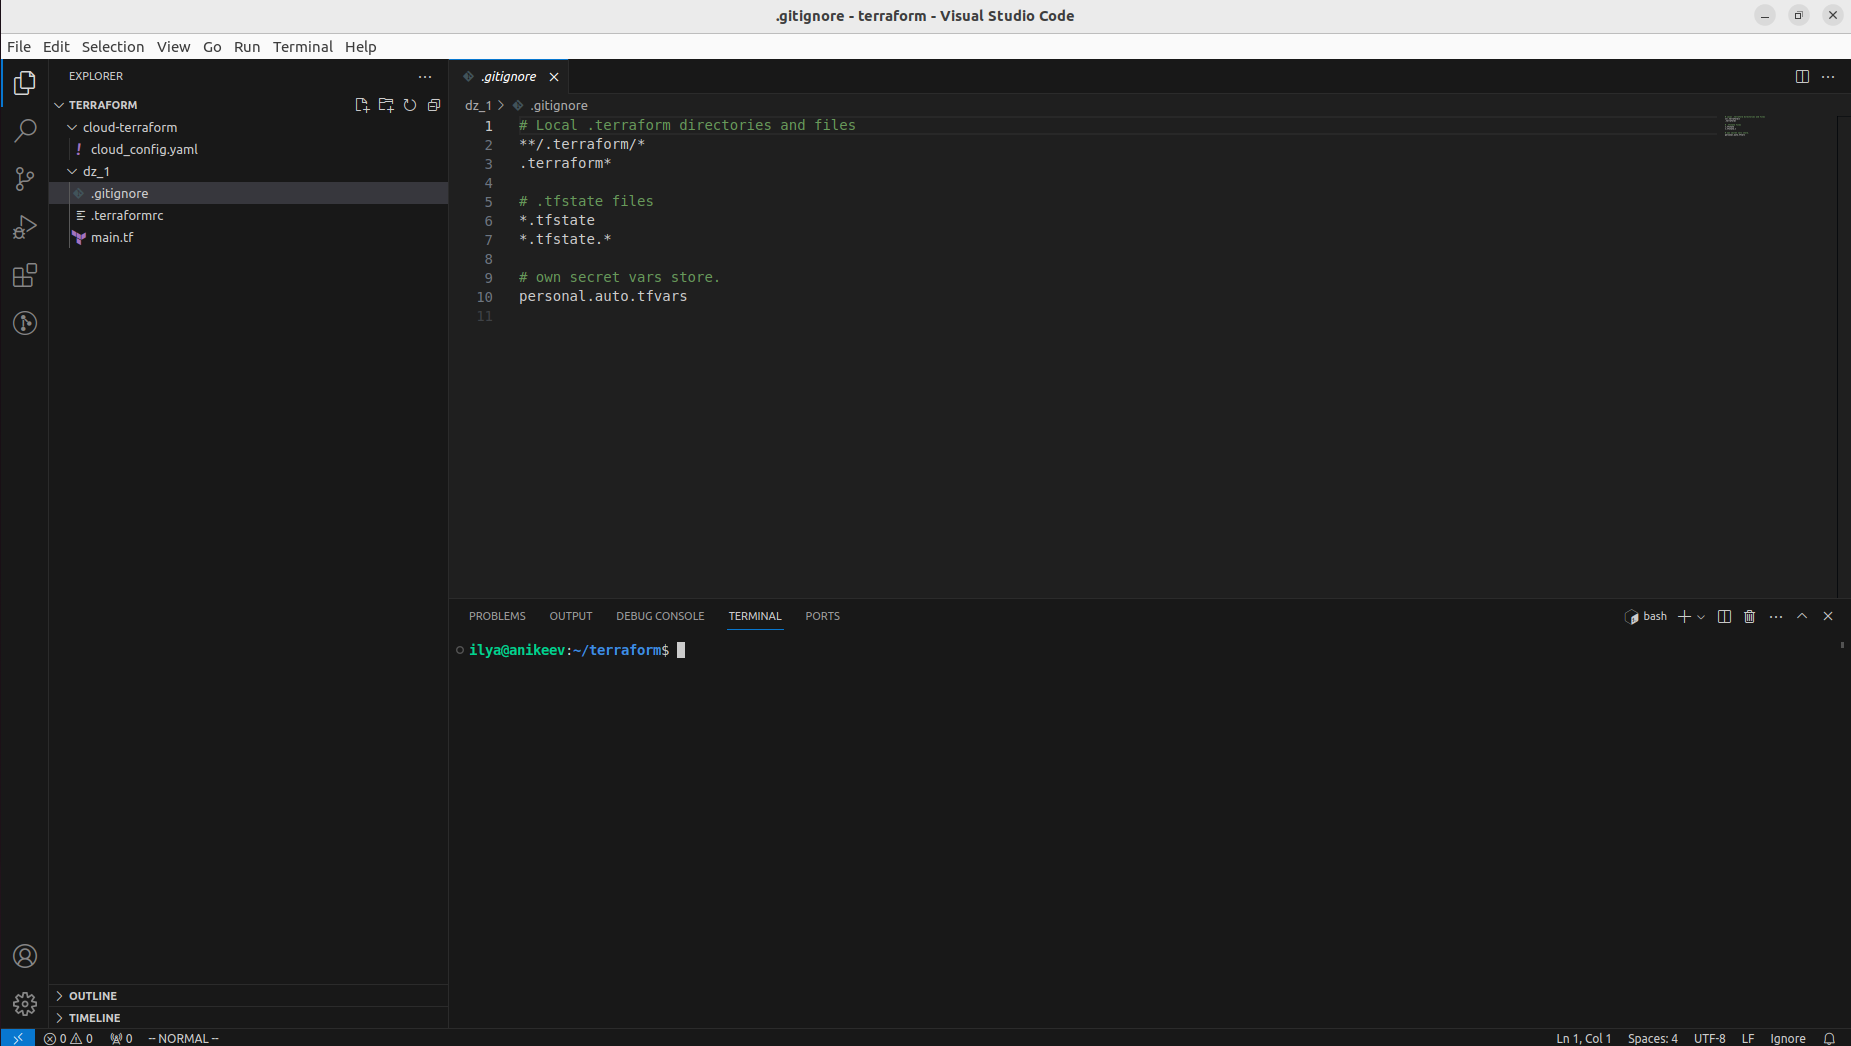 .gitignore - terraform - Visual Studio Code
File Edit Selection View Go Run Terminal Help
EXPLORER
TERRAFORM
cloud-terraform
! cloud_config.yaml
dz_1
.gitignore
.terraformrc
main.tf
OUTLINE
TIMELINE
.gitignore
dz_1 > .gitignore
1 # Local .terraform directories and files
2 **/.terraform/*
3 .terraform*
4
5 # .tfstate files
6 *.tfstate
7 *.tfstate.*
8
9 # own secret vars store.
10 personal.auto.tfvars
11
PROBLEMS OUTPUT DEBUG CONSOLE TERMINAL PORTS
bash
ilya@anikeev:~/terraform$
0 0 0 -- NORMAL -- Ln 1, Col 1 Spaces: 4 UTF-8 LF Ignore